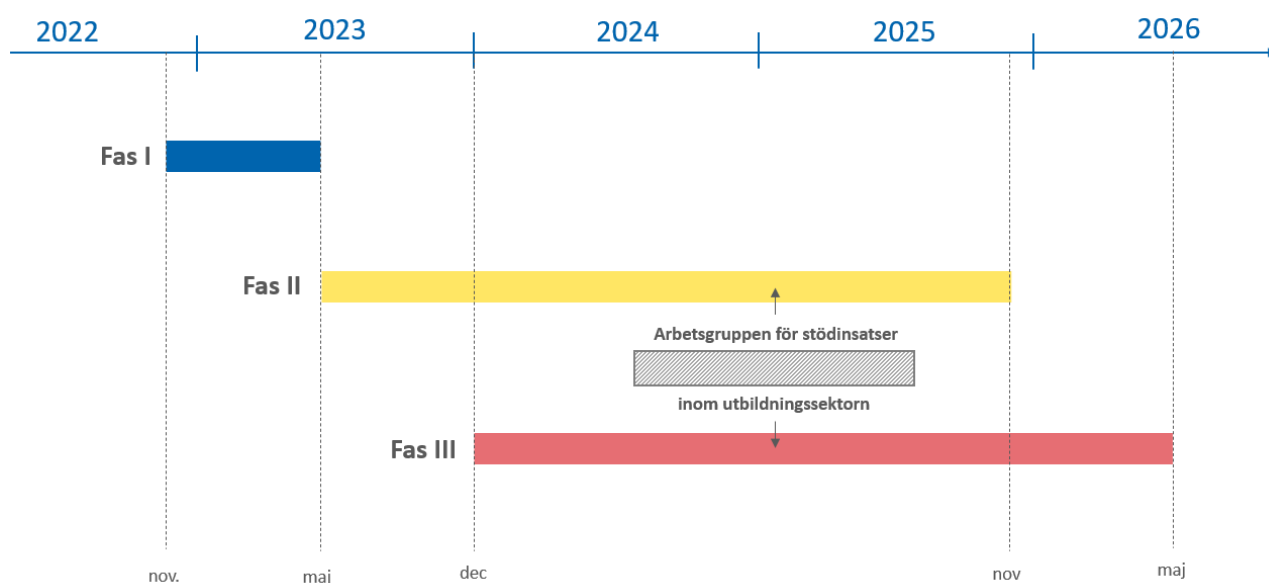 2022 2023 2024 2025 2026
Fas I
Fas II
Arbetsgruppen för stödinsatser
inom utbildningssektorn
Fas III
nov. maj dec nov maj